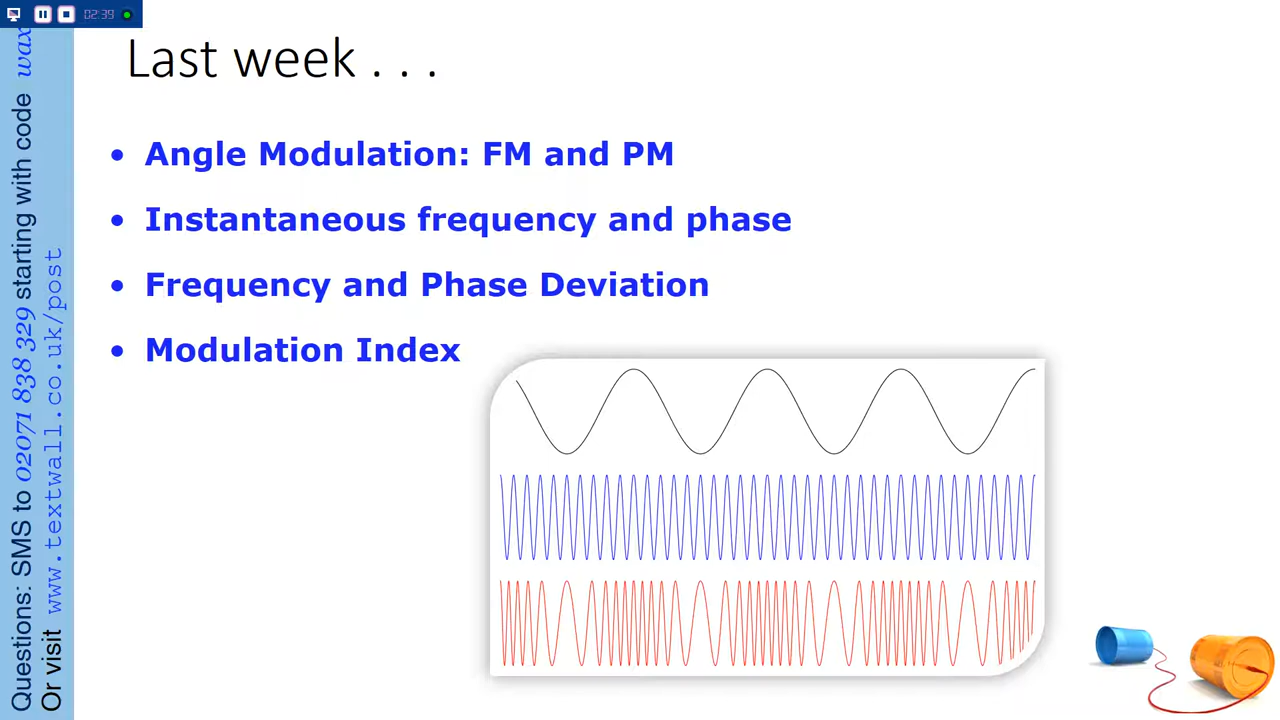 02:39
Last week . . .
• Angle Modulation: FM and PM
• Instantaneous frequency and phase
• Frequency and Phase Deviation
• Modulation Index
Questions: SMS to 02071 838 329 starting with code wax
Or visit www.textwall.co.uk/post